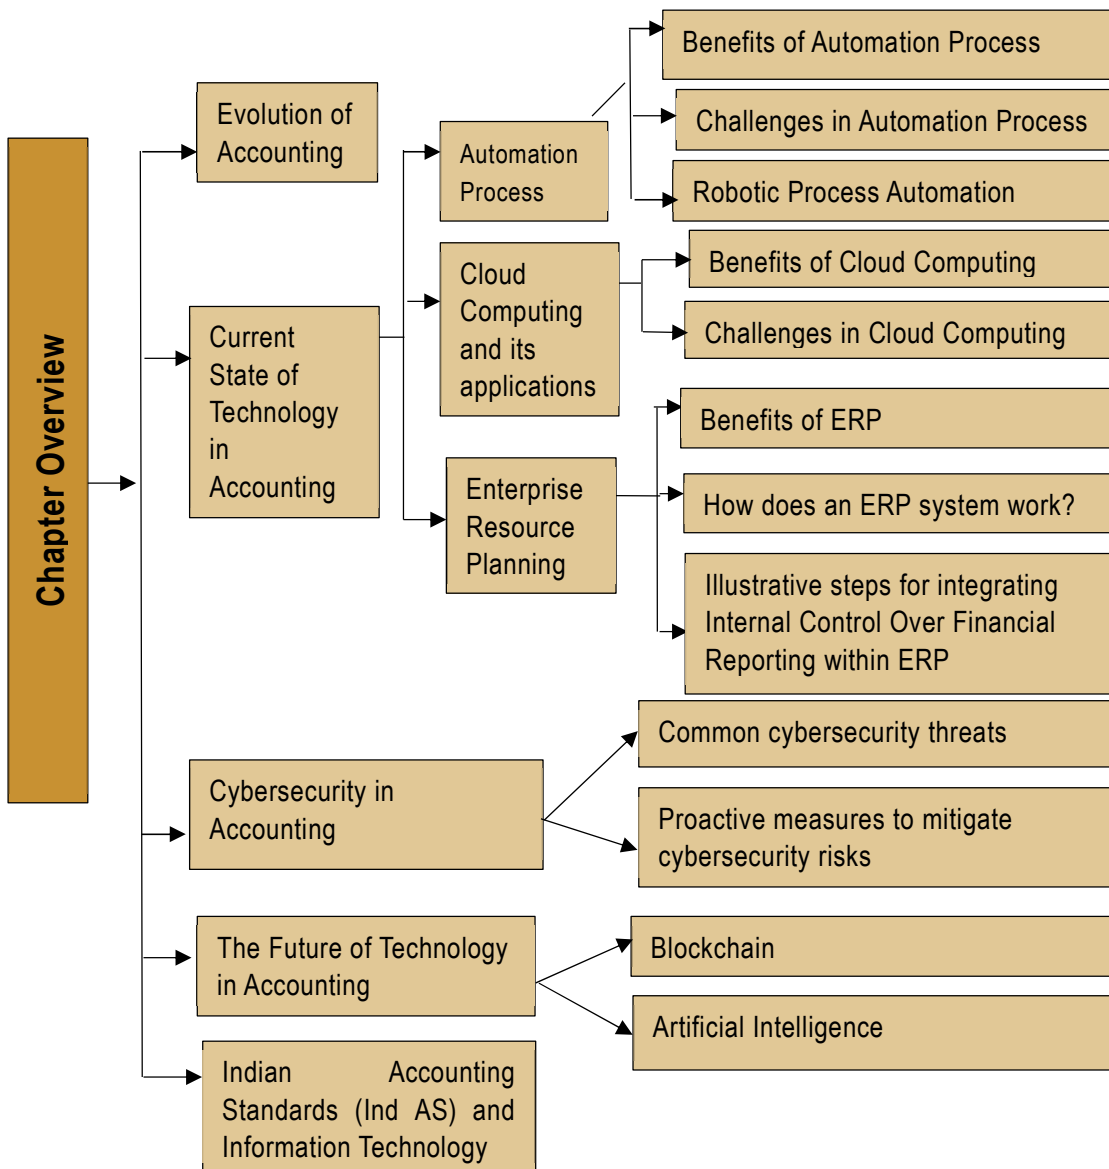 Chapter Overview
Evolution of
Accounting
Current
State of
Technology
in
Accounting
Automation
Process
Benefits of Automation Process
Challenges in Automation Process
Robotic Process Automation
Cloud
Computing
and its
applications
Benefits of Cloud Computing
Challenges in Cloud Computing
Enterprise
Resource
Planning
Benefits of ERP
How does an ERP system work?
Illustrative steps for integrating
Internal Control Over Financial
Reporting within ERP
Cybersecurity in
Accounting
Common cybersecurity threats
Proactive measures to mitigate
cybersecurity risks
The Future of Technology
in Accounting
Blockchain
Artificial Intelligence
Indian Accounting
Standards (Ind AS) and
Information Technology